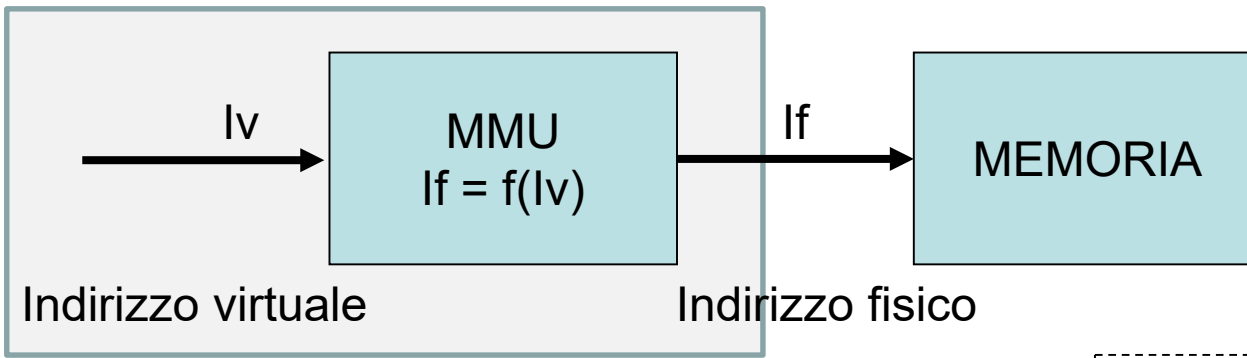 Iv
MMU
If = f(Iv)
If
MEMORIA
Indirizzo virtuale
Indirizzo fisico